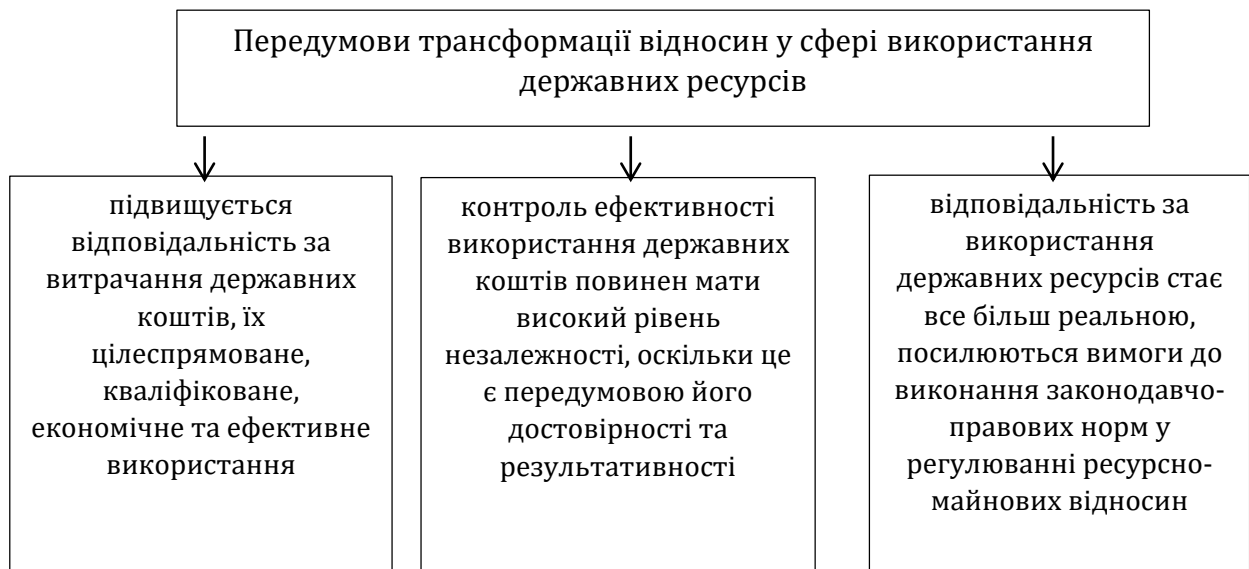 Передумови трансформації відносин у сфері використання
державних ресурсів
підвищується
відповідальність за
витрачання державних
коштів, їх
цілеспрямоване,
кваліфіковане,
економічне та ефективне
використання
контроль ефективності
використання державних
коштів повинен мати
високий рівень
незалежності, оскільки це
є передумовою його
достовірності та
результативності
відповідальність за
використання
державних ресурсів стає
все більш реальною,
посилюються вимоги до
виконання законодавчо-
правових норм у
регулюванні ресурсно-
майнових відносин